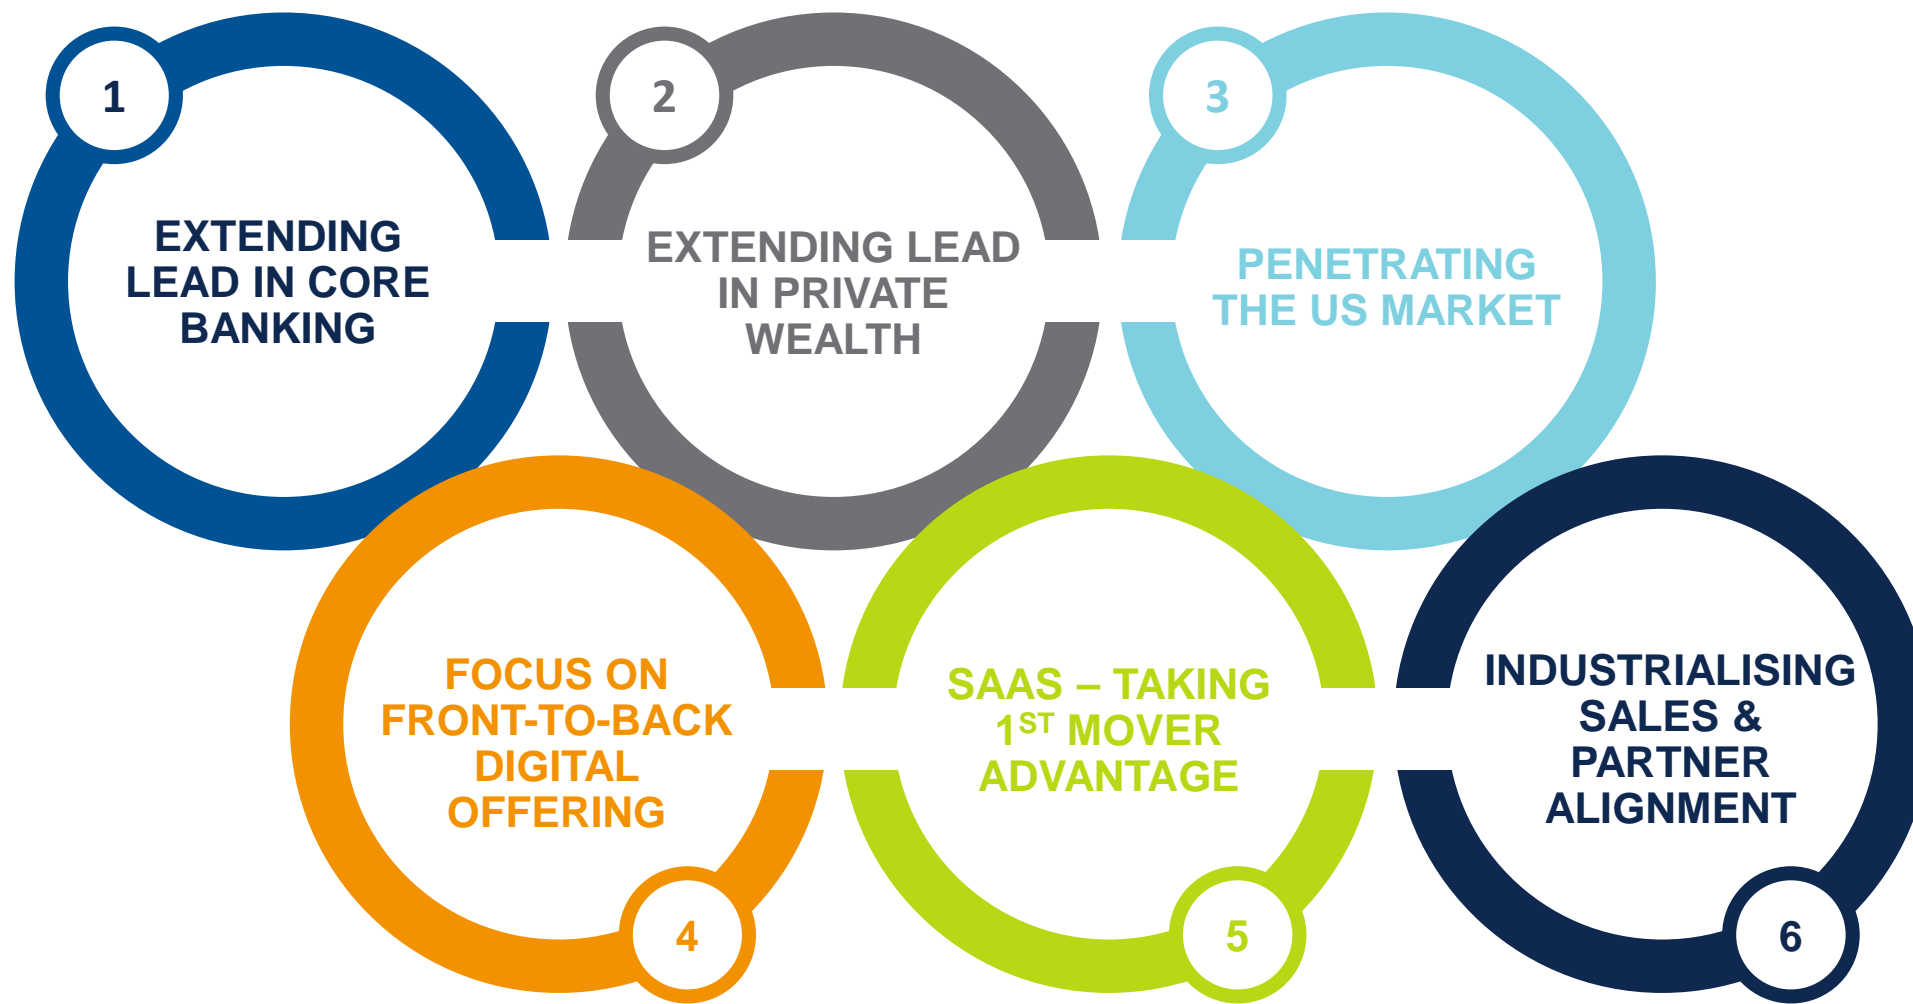 1
EXTENDING
LEAD IN CORE
BANKING
2
EXTENDING LEAD
IN PRIVATE
WEALTH
3
PENETRATING
THE US MARKET
FOCUS ON
FRONT-TO-BACK
DIGITAL
OFFERING
4
SAAS – TAKING
1ST MOVER
ADVANTAGE
5
INDUSTRIALISING
SALES &
PARTNER
ALIGNMENT
6